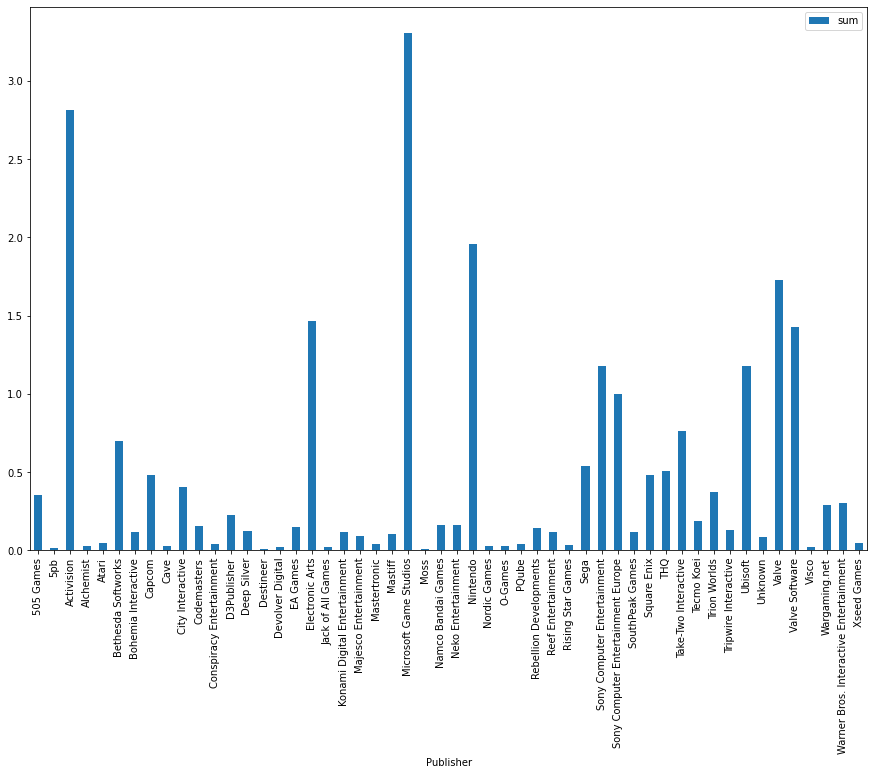 sum
3.0
2.5
2.0
1.5
1.0
0.5
0.0
505 Games
5pb
Activision
Alchemist
Atari
Bethesda Softworks
Bohemia Interactive
Capcom
Cave
City Interactive
Codemasters
Conspiracy Entertainment
D3Publisher
Deep Silver
Destineer
Devolver Digital
EA Games
Electronic Arts
Jack of All Games
Konami Digital Entertainment
Majesco Entertainment
Mastertronic
Mastiff
Microsoft Game Studios
Moss
Namco Bandai Games
Neko Entertainment
Nintendo
Nordic Games
O-Games
PQube
Rebellion Developments
Reef Entertainment
Rising Star Games
Sega
Sony Computer Entertainment
Sony Computer Entertainment Europe
SouthPeak Games
Square Enix
THQ
Take-Two Interactive
Tecmo Koei
Trion Worlds
Tripwire Interactive
Ubisoft
Unknown
Valve
Valve Software
Visco
Wargaming.net
Warner Bros. Interactive Entertainment
Xseed Games
Publisher